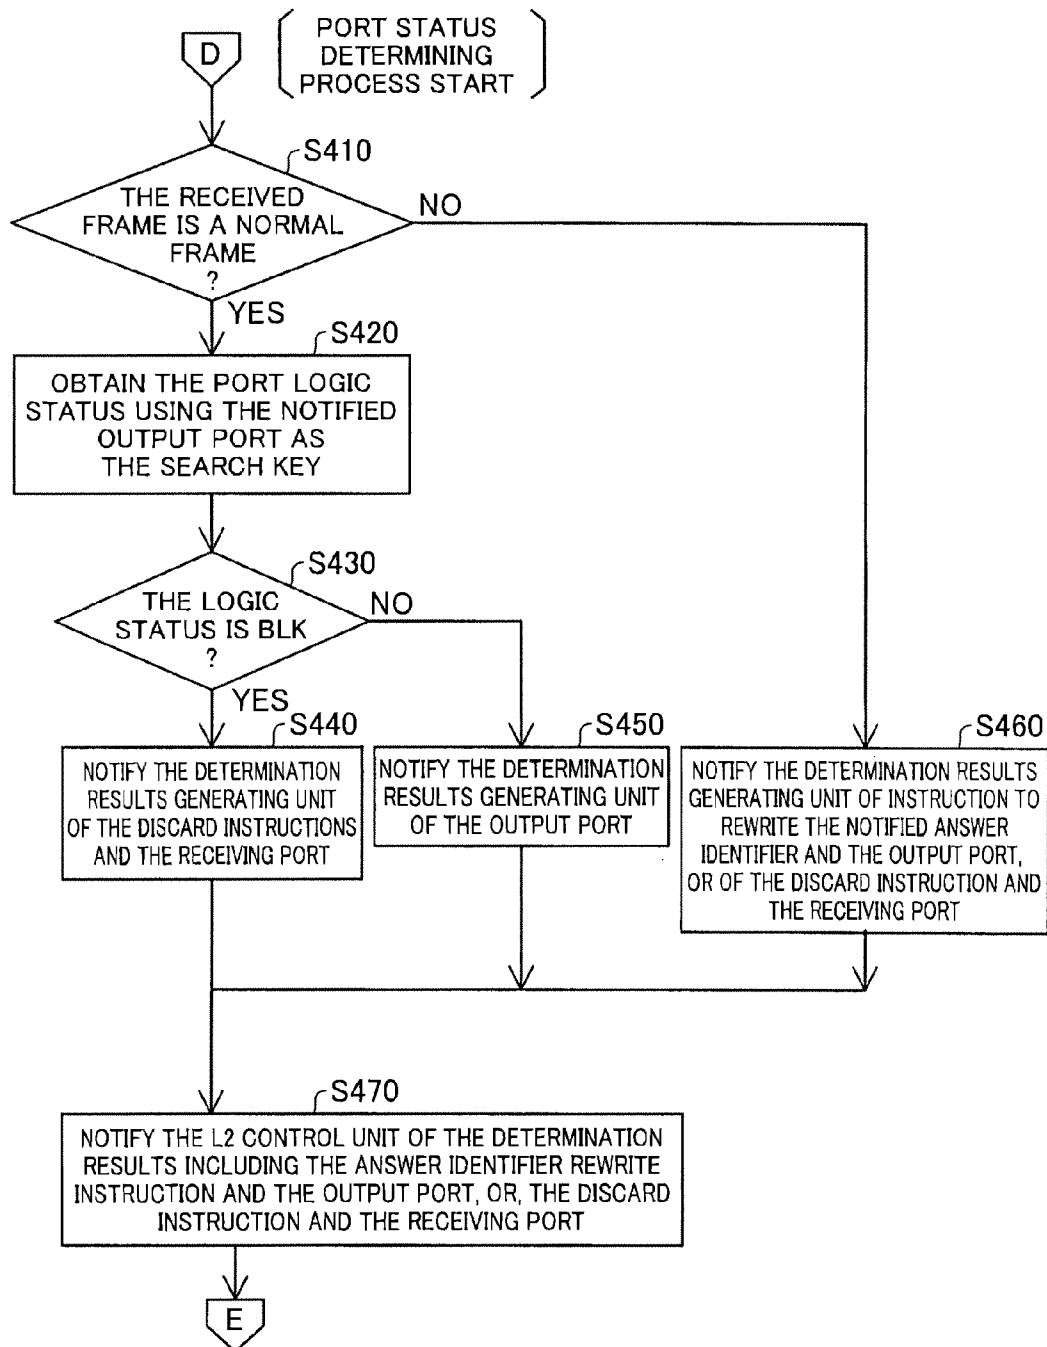 D
PORT STATUS
DETERMINING
PROCESS START
S410
THE RECEIVED
FRAME IS A NORMAL
FRAME
?
NO
YES
S420
OBTAIN THE PORT LOGIC
STATUS USING THE NOTIFIED
OUTPUT PORT AS
THE SEARCH KEY
S430
THE LOGIC
STATUS IS BLK
?
NO
YES
S440
NOTIFY THE DETERMINATION
RESULTS GENERATING UNIT
OF THE DISCARD INSTRUCTIONS
AND THE RECEIVING PORT
S450
NOTIFY THE DETERMINATION
RESULTS GENERATING UNIT
OF THE OUTPUT PORT
S460
NOTIFY THE DETERMINATION RESULTS
GENERATING UNIT OF INSTRUCTION TO
REWRITE THE NOTIFIED ANSWER
IDENTIFIER AND THE OUTPUT PORT,
OR OF THE DISCARD INSTRUCTION AND
THE RECEIVING PORT
S470
NOTIFY THE L2 CONTROL UNIT OF THE DETERMINATION
RESULTS INCLUDING THE ANSWER IDENTIFIER REWRITE
INSTRUCTION AND THE OUTPUT PORT, OR, THE DISCARD
INSTRUCTION AND THE RECEIVING PORT
E